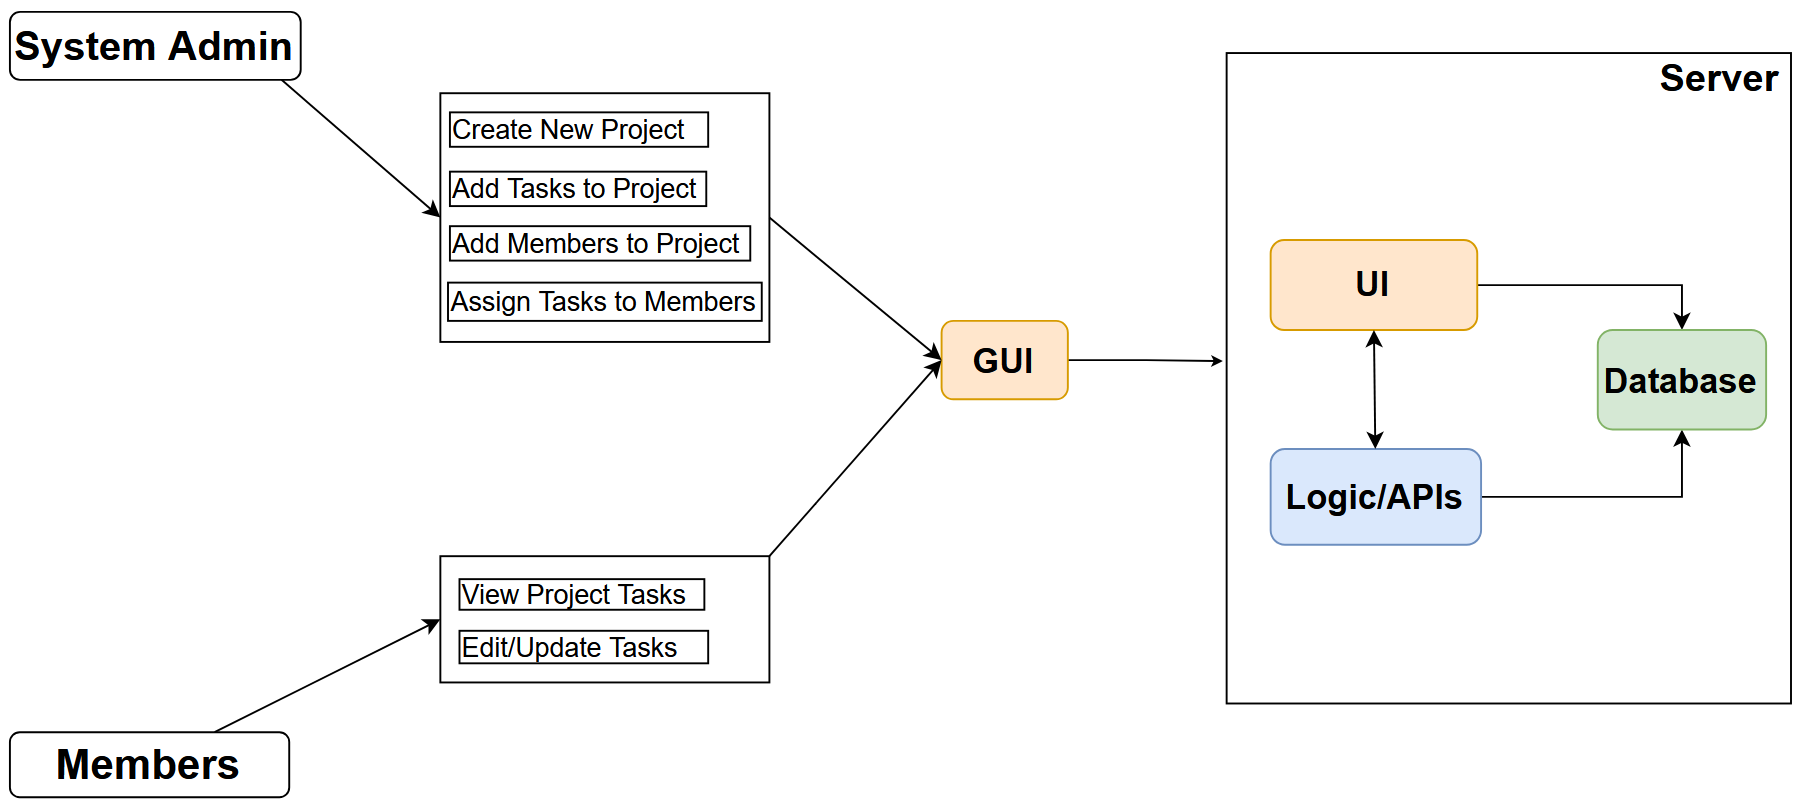 System Admin
Create New Project
Add Tasks to Project
Add Members to Project
Assign Tasks to Members
View Project Tasks
Edit/Update Tasks
Members
GUI
Server
UI
Database
Logic/APIs